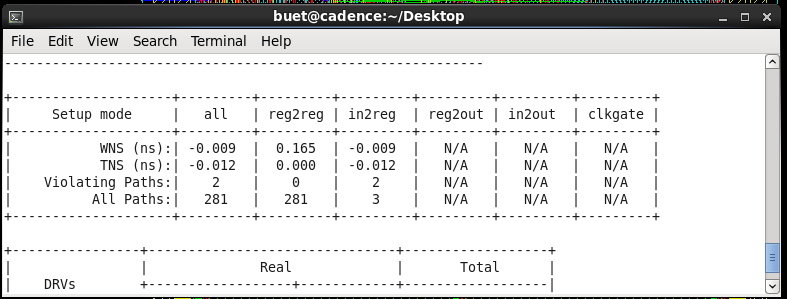 buet@cadence:~/Desktop
File Edit View Search Terminal Help
------------------------------------------------------------
+--------------------+---------+---------+---------+---------+---------+---------+
|     Setup mode     |   all   | reg2reg | in2reg  | reg2out | in2out  | clkgate |
+--------------------+---------+---------+---------+---------+---------+---------+
|           WNS (ns):| -0.009  |  0.165  | -0.009  |   N/A   |   N/A   |   N/A   |
|           TNS (ns):| -0.012  |  0.000  | -0.012  |   N/A   |   N/A   |   N/A   |
|    Violating Paths:|    2    |    0    |    2    |   N/A   |   N/A   |   N/A   |
|          All Paths:|   281   |   281   |    3    |   N/A   |   N/A   |   N/A   |
+--------------------+---------+---------+---------+---------+---------+---------+
+----------------+-------------------------------+------------------+
|                |              Real             |       Total      |
|    DRVs        +------------------+------------+------------------|